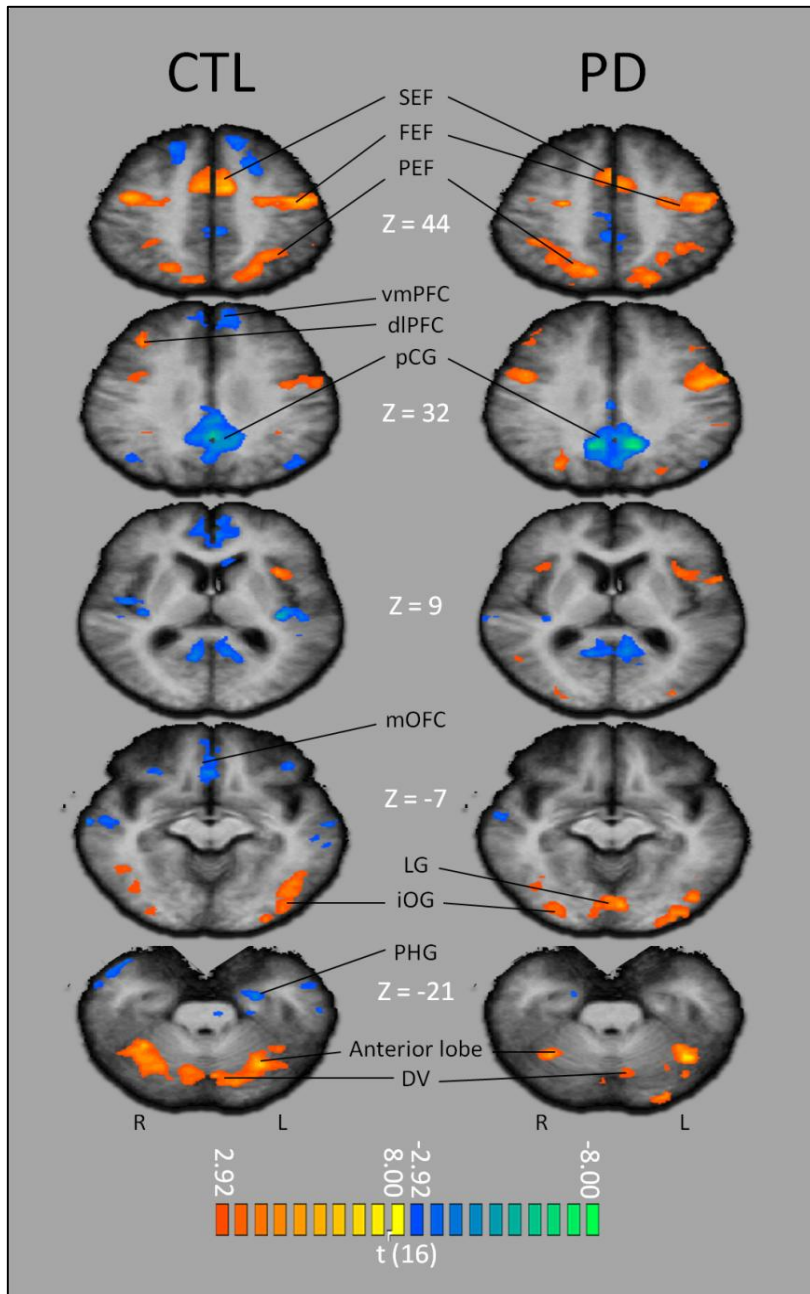 CTL PD
SEF
FEF
PEF
Z = 44
vmPFC
dlPFC
pCG
Z = 32
Z = 9
mOFC
Z = -7
LG
iOG
PHG
Z = -21
Anterior lobe
DV
R L R L
2.92 8.00 -2.92 -8.00
t (16)